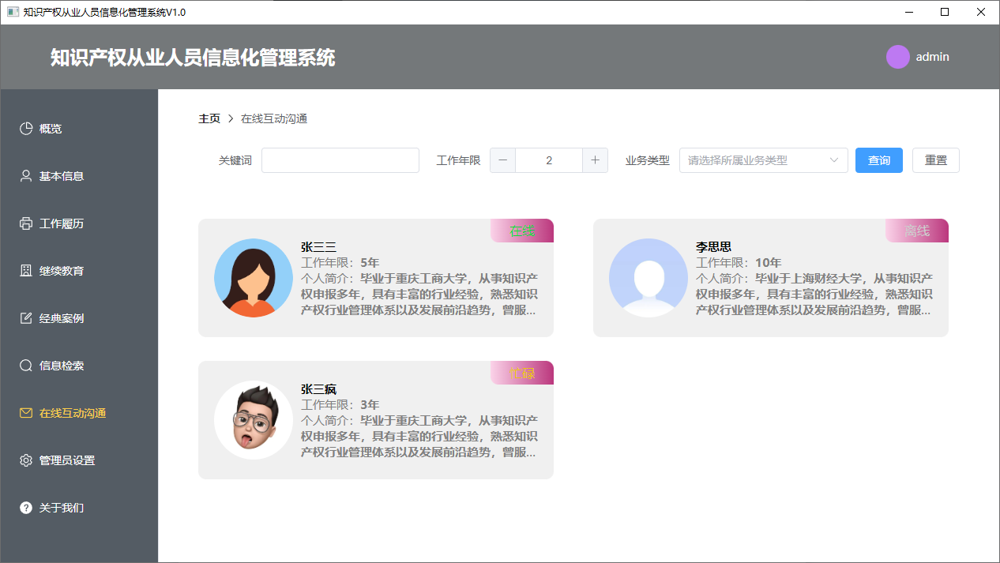 知识产权从业人员信息化管理系统V1.0
知识产权从业人员信息化管理系统
admin
概览
基本信息
工作履历
继续教育
经典案例
信息检索
在线互动沟通
管理员设置
关于我们
主页 > 在线互动沟通
关键词
工作年限 2
业务类型 请选择所属业务类型
查询
重置
在线
张三三
工作年限：5年
个人简介：毕业于重庆工商大学，从事知识产
权申报多年，具有丰富的行业经验，熟悉知识
产权行业管理体系以及发展前沿趋势，曾服...
离线
李思思
工作年限：10年
个人简介：毕业于上海财经大学，从事知识产
权申报多年，具有丰富的行业经验，熟悉知识
产权行业管理体系以及发展前沿趋势，曾服...
忙碌
张三疯
工作年限：3年
个人简介：毕业于重庆工商大学，从事知识产
权申报多年，具有丰富的行业经验，熟悉知识
产权行业管理体系以及发展前沿趋势，曾服...